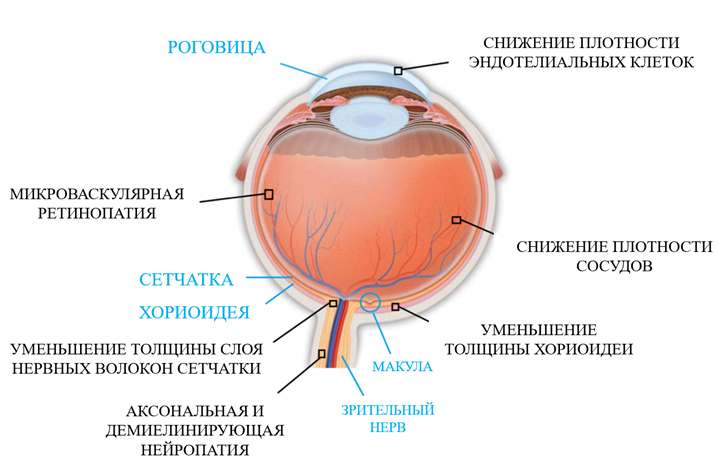 РОГОВИЦА
СНИЖЕНИЕ ПЛОТНОСТИ
ЭНДОТЕЛИАЛЬНЫХ КЛЕТОК
МИКРОВАСКУЛЯРНАЯ
РЕТИНОПАТИЯ
СНИЖЕНИЕ ПЛОТНОСТИ
СОСУДОВ
СЕТЧАТКА
ХОРИОИДЕЯ
УМЕНЬШЕНИЕ ТОЛЩИНЫ СЛОЯ
НЕРВНЫХ ВОЛОКОН СЕТЧАТКИ
УМЕНЬШЕНИЕ
ТОЛЩИНЫ ХОРИОИДЕИ
МАКУЛА
АКСОНАЛЬНАЯ И
ДЕМИЕЛИНИРУЮЩАЯ
НЕЙРОПАТИЯ
ЗРИТЕЛЬНЫЙ
НЕРВ